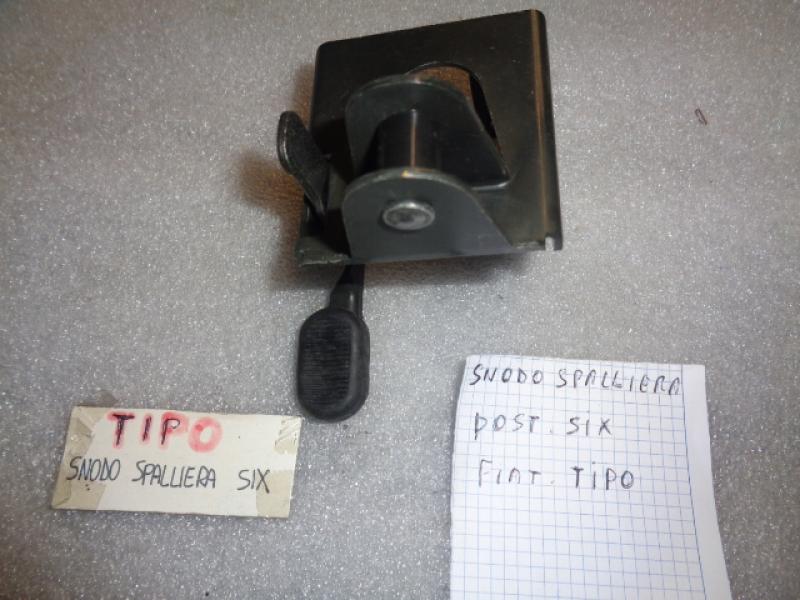 TIPO
SNODO SPALLIERA SIX
SNODO SPALLIERA
POST. SIX
FIAT. TIPO